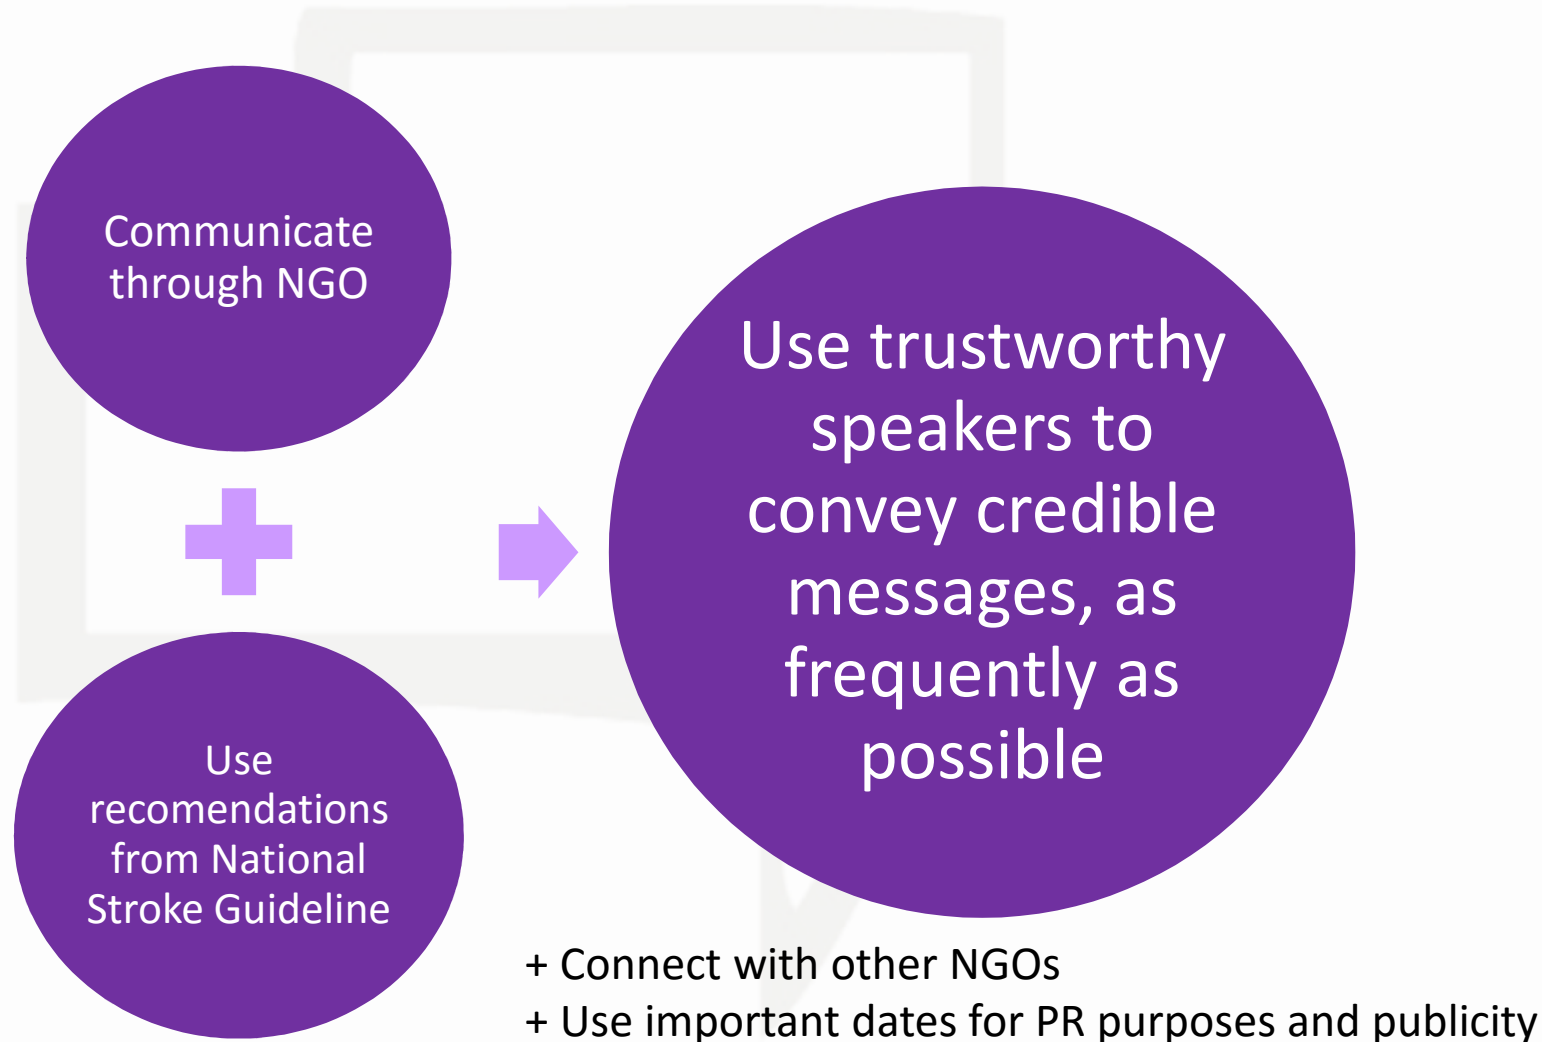 Communicate
through NGO
Use
recomendations
from National
Stroke Guideline
Use trustworthy
speakers to
convey credible
messages, as
frequently as
possible
+ Connect with other NGOs
+ Use important dates for PR purposes and publicity